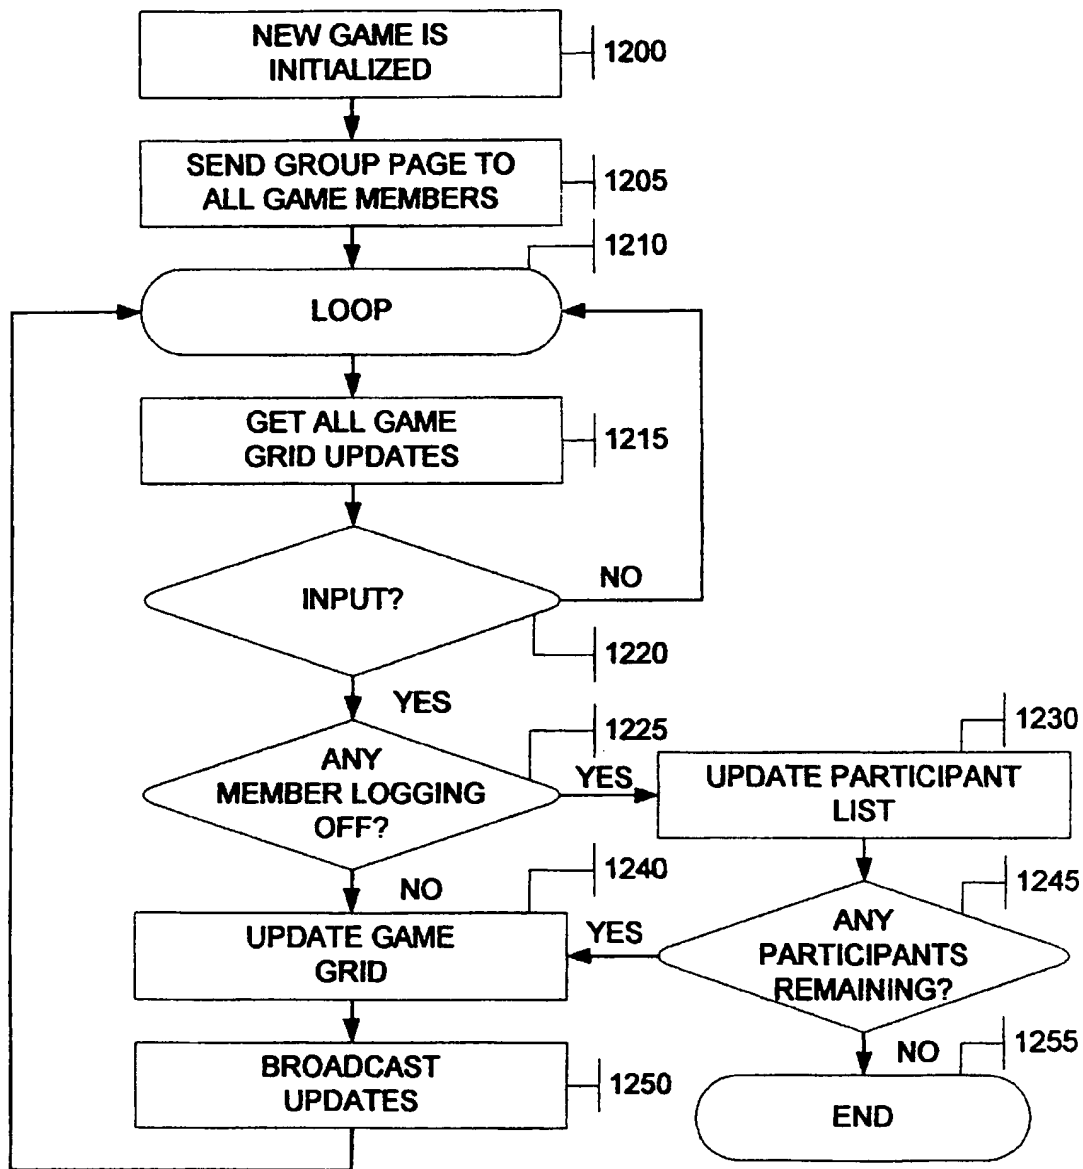 NEW GAME IS
INITIALIZED
1200
SEND GROUP PAGE TO
ALL GAME MEMBERS
1205
1210
LOOP
GET ALL GAME
GRID UPDATES
1215
INPUT?
NO
1220
YES
1225
ANY
MEMBER LOGGING
OFF?
YES
1230
UPDATE PARTICIPANT
LIST
NO
1240
UPDATE GAME
GRID
YES
1245
ANY
PARTICIPANTS
REMAINING?
BROADCAST
UPDATES
1250
NO
1255
END